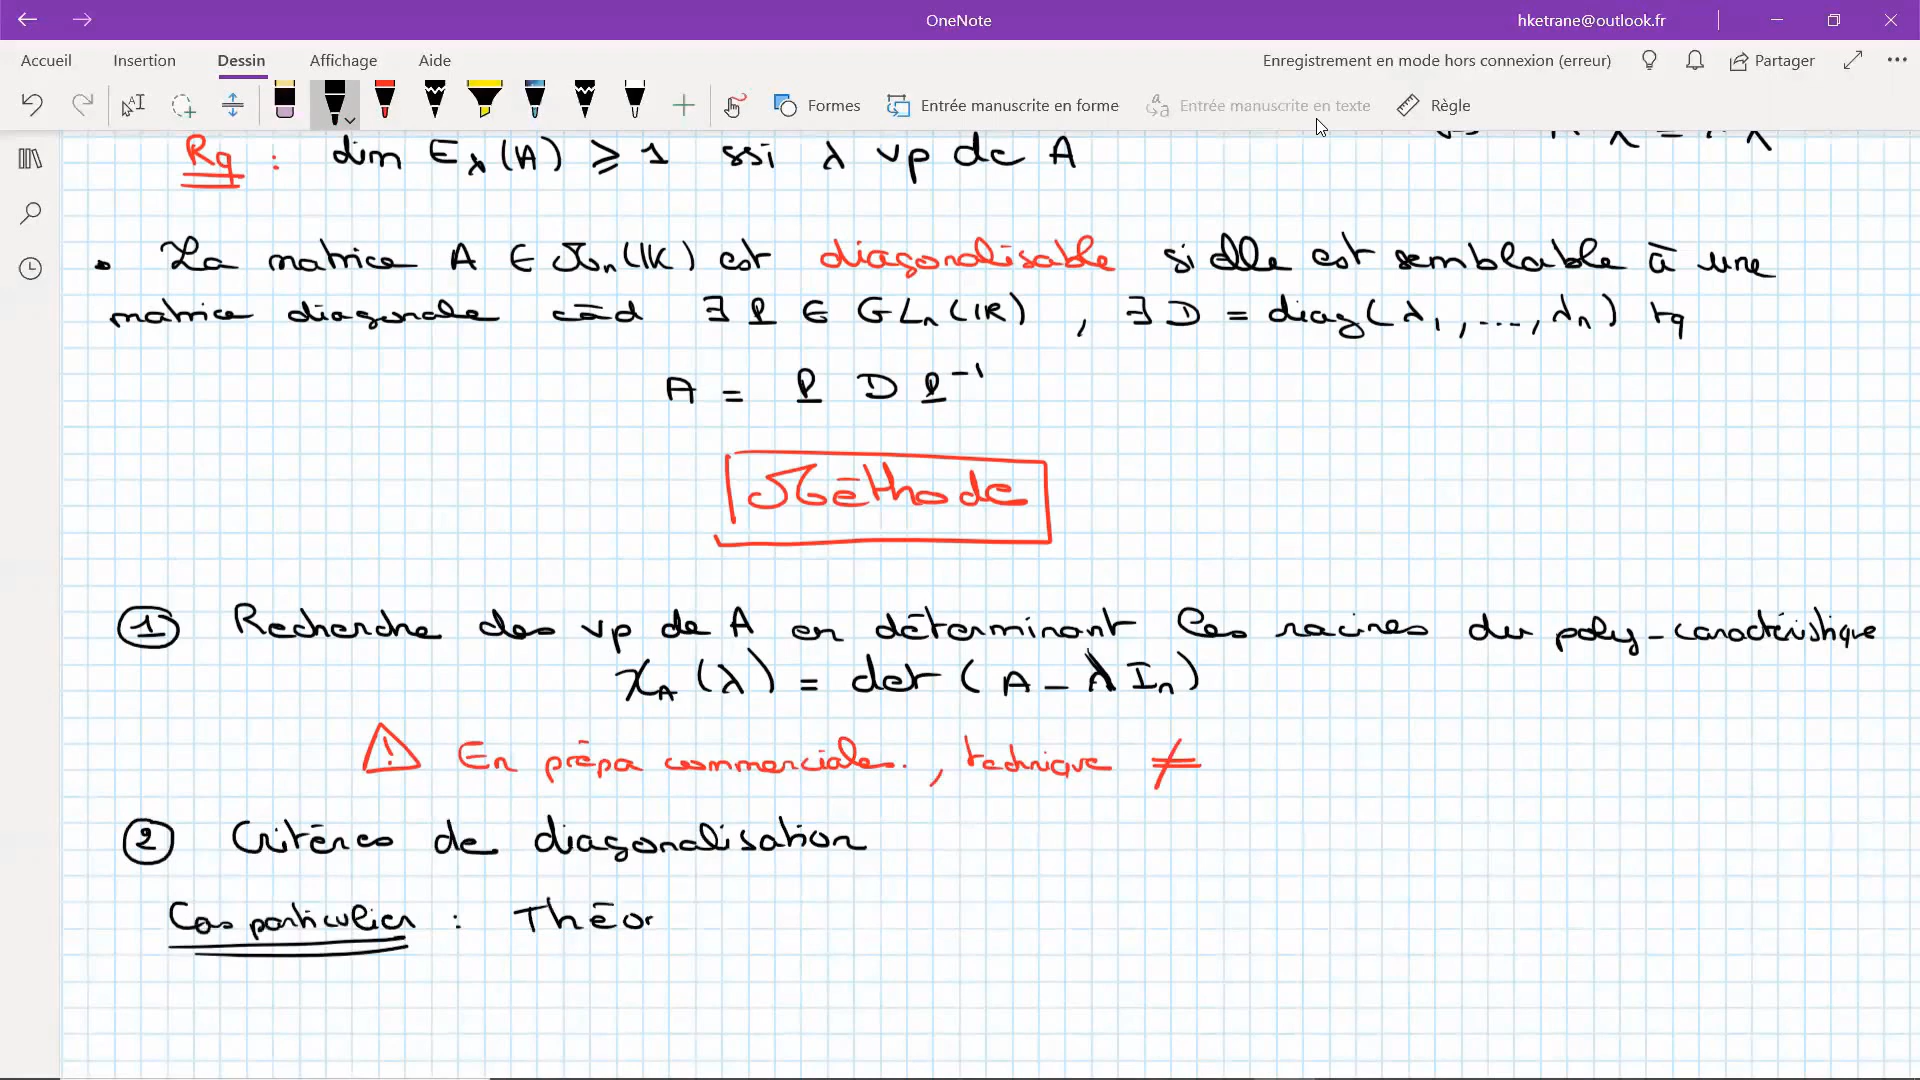 OneNote
hketrane@outlook.fr
Accueil Insertion Dessin Affichage Aide
Enregistrement en mode hors connexion (erreur) Partager
Formes Entrée manuscrite en forme Entrée manuscrite en texte Règle
Rq : dim Eλ(A) ≥ 1 ssi λ vp de A
• La matrice A ∈ Mn(IK) est diagonalisable si elle est semblable à une
matrice diagonale càd ∃ P ∈ GLn(IR) , ∃ D = diag(λ1, ..., λn) tq
A = P D P⁻¹
Méthode
① Recherche des vp de A en déterminant les racines du poly-caractéristique
χA(λ) = det(A - λIn)
⚠ En prépa commerciales. , technique ≠
② Critères de diagonalisation
Cas particulier : Théor